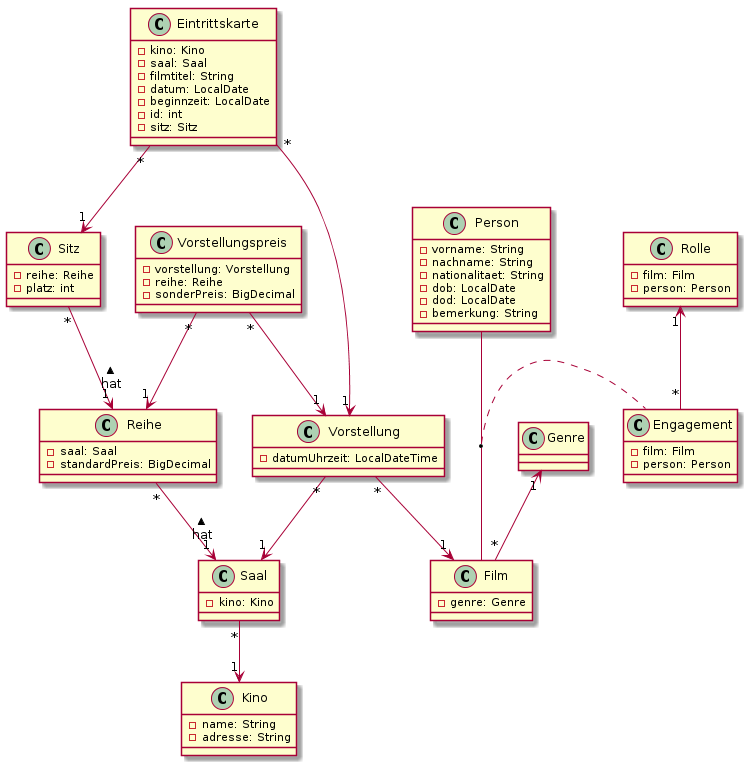 C Eintrittskarte
kino: Kino
saal: Saal
filmtitel: String
datum: LocalDate
beginnzeit: LocalDate
id: int
sitz: Sitz
*
*
1
C Sitz
reihe: Reihe
platz: int
*
C Vorstellungspreis
vorstellung: Vorstellung
reihe: Reihe
sonderPreis: BigDecimal
*
*
C Person
vorname: String
nachname: String
nationalitaet: String
dob: LocalDate
dod: LocalDate
bemerkung: String
C Rolle
film: Film
person: Person
1
hat
1
1
1
1
*
C Reihe
saal: Saal
standardPreis: BigDecimal
*
C Vorstellung
datumUhrzeit: LocalDateTime
*
*
C Genre
1
C Engagement
film: Film
person: Person
hat
1
1
1
*
C Saal
kino: Kino
*
C Film
genre: Genre
1
C Kino
name: String
adresse: String